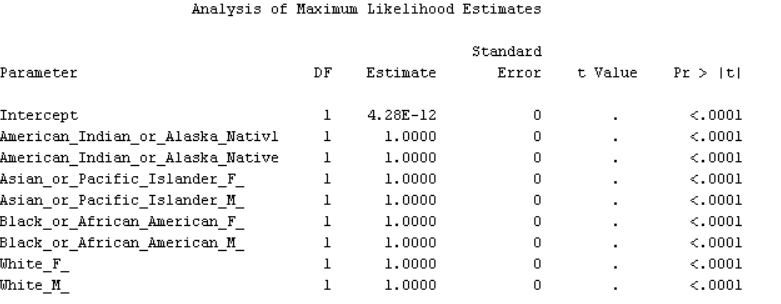 Analysis of Maximum Likelihood Estimates
Standard
Parameter DF Estimate Error t Value Pr > |t|
Intercept 1 4.28E-12 0 . <.0001
American_Indian_or_Alaska_Nativ1 1 1.0000 0 . <.0001
American_Indian_or_Alaska_Native 1 1.0000 0 . <.0001
Asian_or_Pacific_Islander_F_ 1 1.0000 0 . <.0001
Asian_or_Pacific_Islander_M_ 1 1.0000 0 . <.0001
Black_or_African_American_F_ 1 1.0000 0 . <.0001
Black_or_African_American_M_ 1 1.0000 0 . <.0001
White_F_ 1 1.0000 0 . <.0001
White_M_ 1 1.0000 0 . <.0001